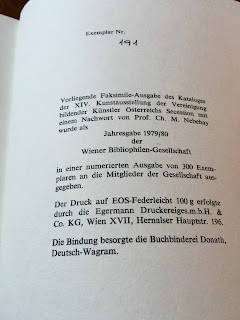 Exemplar Nr.
191
Vorliegende Faksimile-Ausgabe des Kataloges
der XIV. Kunstausstellung der Vereinigung
bildender Künstler Österreichs Secession mit
einem Nachwort von Prof. Ch. M. Nebehay
wurde als
Jahresgabe 1979/80
der
Wiener Bibliophilen-Gesellschaft
in einer numerierten Ausgabe von 300 Exem-
plaren an die Mitglieder der Gesellschaft aus-
gegeben.
Der Druck auf EOS-Federleicht 100 g erfolgte
durch die Egermann Druckereiges.m.b.H. &
Co. KG, Wien XVII, Hernalser Hauptstr. 196.
Die Bindung besorgte die Buchbinderei Donath,
Deutsch-Wagram.